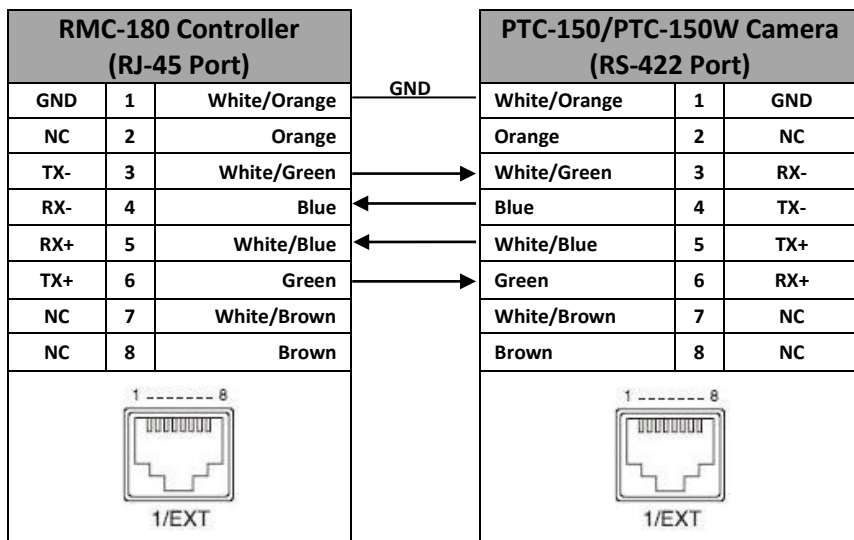 RMC-180 Controller
(RJ-45 Port)
GND 1 White/Orange
NC 2 Orange
TX- 3 White/Green
RX- 4 Blue
RX+ 5 White/Blue
TX+ 6 Green
NC 7 White/Brown
NC 8 Brown
1 ------- 8
1/EXT
GND
PTC-150/PTC-150W Camera
(RS-422 Port)
White/Orange 1 GND
Orange 2 NC
White/Green 3 RX-
Blue 4 TX-
White/Blue 5 TX+
Green 6 RX+
White/Brown 7 NC
Brown 8 NC
1 ------- 8
1/EXT